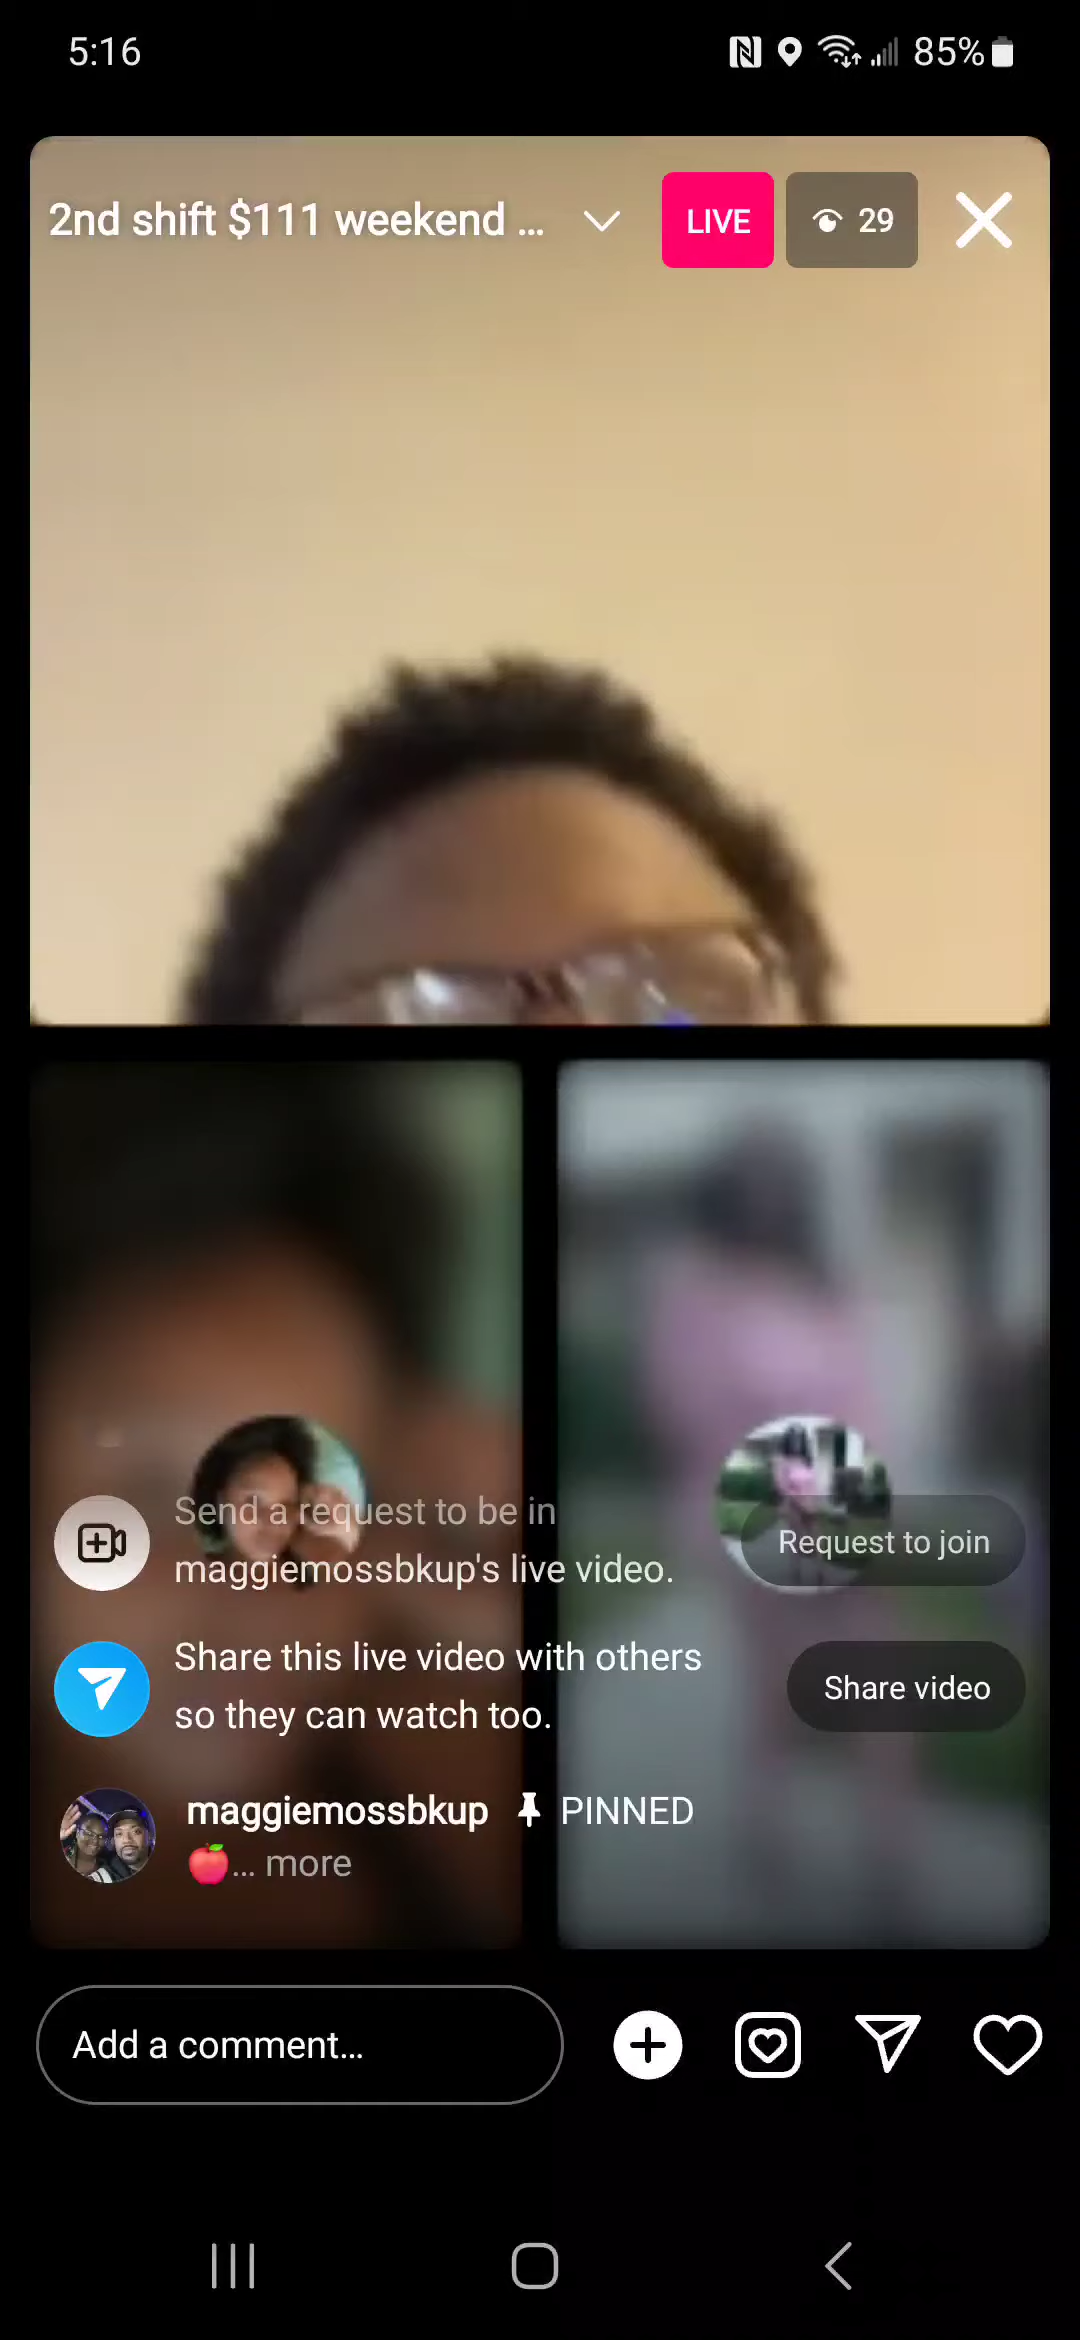 5:16
85%
2nd shift $111 weekend ...
LIVE
29
Send a request to be in
maggiemossbkup's live video.
Request to join
Share this live video with others
so they can watch too.
Share video
maggiemossbkup PINNED
🍎... more
Add a comment...